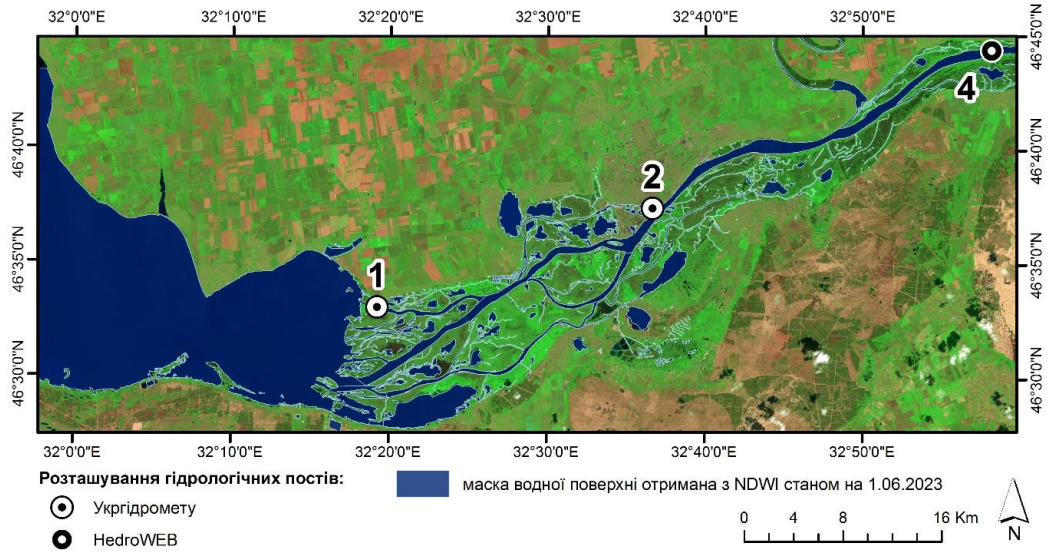 32°0'0"E 32°10'0"E 32°20'0"E 32°30'0"E 32°40'0"E 32°50'0"E
46°45'0"N
4
46°40'0"N 46°40'0"N
2
46°35'0"N 46°35'0"N
1
46°30'0"N 46°30'0"N
32°0'0"E 32°10'0"E 32°20'0"E 32°30'0"E 32°40'0"E 32°50'0"E
Розташування гідрологічних постів:
маска водної поверхні отримана з NDWI станом на 1.06.2023
Укргідромету
HedroWEB
0 4 8 16 Km
N